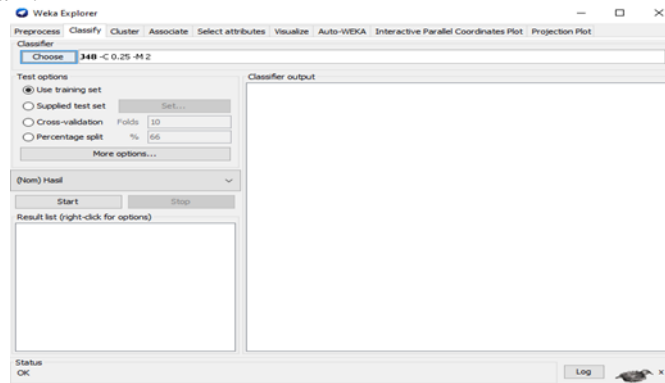 Weka Explorer
Preprocess Classify Cluster Associate Select attributes Visualize Auto-WEKA Interactive Parallel Coordinates Plot Projection Plot
Classifier
Choose J48 -C 0.25 -M 2
Test options
Use training set
Supplied test set Set...
Cross-validation Folds 10
Percentage split % 66
More options...
(Nom) Hasil
Start Stop
Result list (right-click for options)
Classifier output
Status
OK
Log x